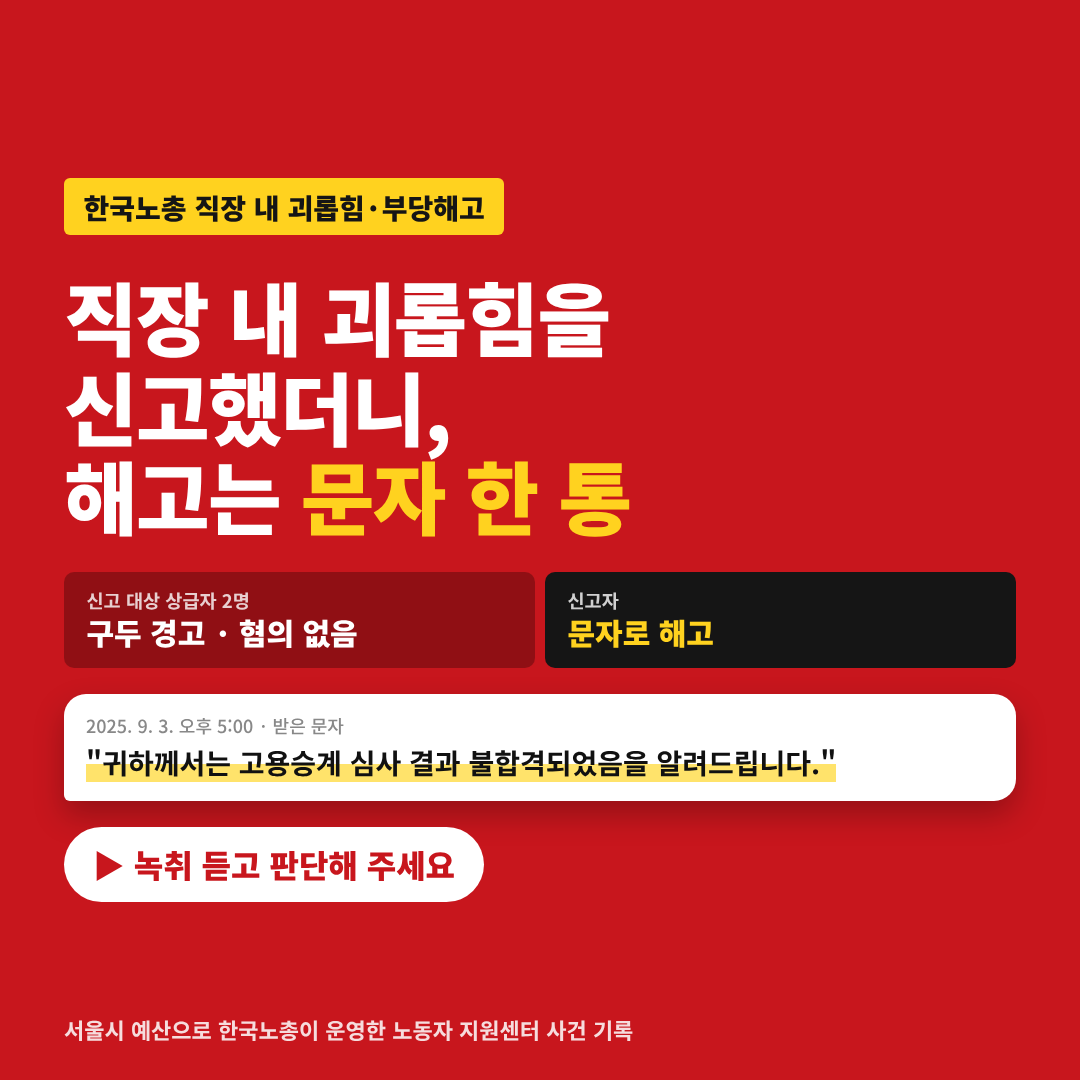 한국노총 직장 내 괴롭힘·부당해고
직장 내 괴롭힘을
신고했더니,
해고는 문자 한 통
신고 대상 상급자 2명
구두 경고 · 혐의 없음
신고자
문자로 해고
2025. 9. 3. 오후 5:00 · 받은 문자
"귀하께서는 고용승계 심사 결과 불합격되었음을 알려드립니다."
▶ 녹취 듣고 판단해 주세요
서울시 예산으로 한국노총이 운영한 노동자 지원센터 사건 기록